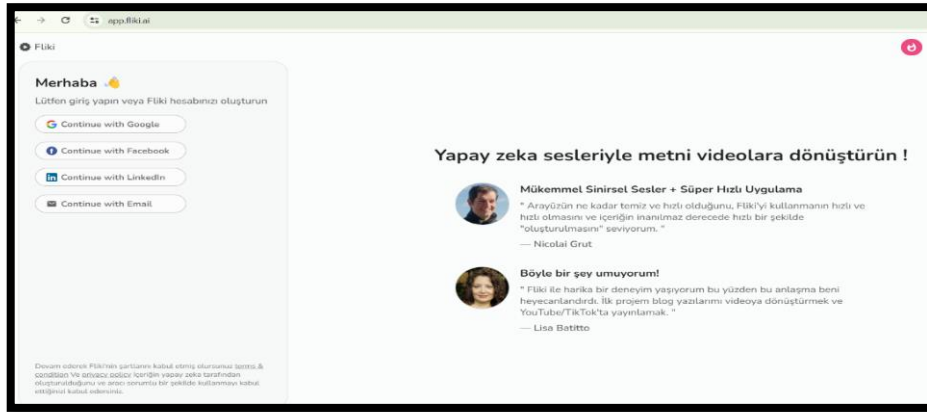 app.fliki.ai
Fliki
Merhaba 👋
Lütfen giriş yapın veya Fliki hesabınızı oluşturun
Continue with Google
Continue with Facebook
Continue with LinkedIn
Continue with Email
Devam ederek Fliki'nin şartlarını kabul etmiş olursunuz terms &
condition Ve privacy policy içeriğin yapay zeka tarafından
oluşturulduğunu ve aracı sorumlu bir şekilde kullanmayı kabul
ettiğinizi kabul edersiniz.
Yapay zeka sesleriyle metni videolara dönüştürün !
Mükemmel Sinirsel Sesler + Süper Hızlı Uygulama
" Arayüzün ne kadar temiz ve hızlı olduğunu, Fliki'yi kullanmanın hızlı ve
hızlı olmasını ve içeriğin inanılmaz derecede hızlı bir şekilde
"oluşturulmasını" seviyorum. "
— Nicolai Grut
Böyle bir şey umuyorum!
" Fliki ile harika bir deneyim yaşıyorum bu yüzden bu anlaşma beni
heyecanlandırdı. İlk projem blog yazılarımı videoya dönüştürmek ve
YouTube/TikTok'ta yayınlamak. "
— Lisa Batitto